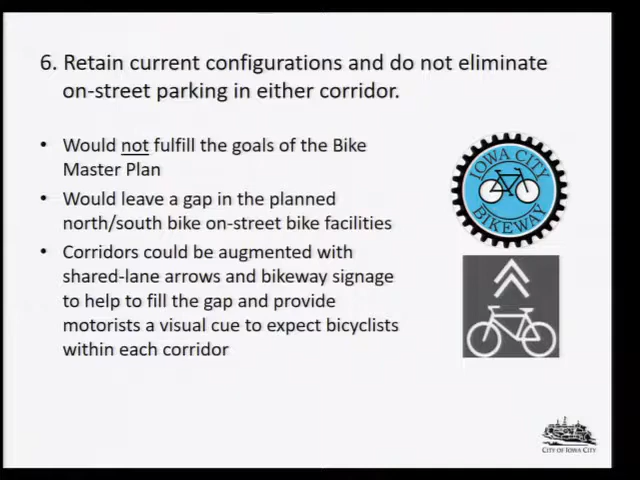 6. Retain current configurations and do not eliminate
on-street parking in either corridor.
• Would not fulfill the goals of the Bike
Master Plan
• Would leave a gap in the planned
north/south bike on-street bike facilities
• Corridors could be augmented with
shared-lane arrows and bikeway signage
to help to fill the gap and provide
motorists a visual cue to expect bicyclists
within each corridor
IOWA CITY
BIKEWAY
CITY OF IOWA CITY